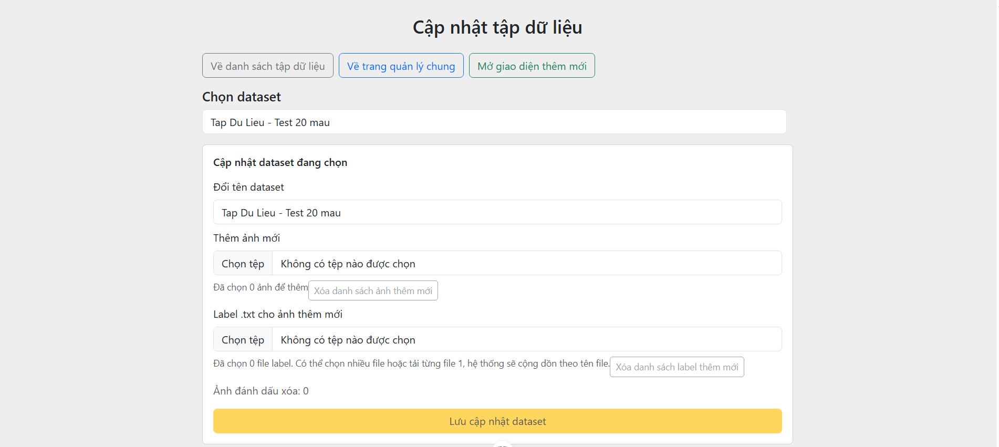 Cập nhật tập dữ liệu
Về danh sách tập dữ liệu
Về trang quản lý chung
Mở giao diện thêm mới
Chọn dataset
Tap Du Lieu - Test 20 mau
Cập nhật dataset đang chọn
Đổi tên dataset
Tap Du Lieu - Test 20 mau
Thêm ảnh mới
Chọn tệp Không có tệp nào được chọn
Đã chọn 0 ảnh để thêm Xóa danh sách ảnh thêm mới
Label .txt cho ảnh thêm mới
Chọn tệp Không có tệp nào được chọn
Đã chọn 0 file label. Có thể chọn nhiều file hoặc tải từng file 1, hệ thống sẽ cộng dồn theo tên file. Xóa danh sách label thêm mới
Ảnh đánh dấu xóa: 0
Lưu cập nhật dataset